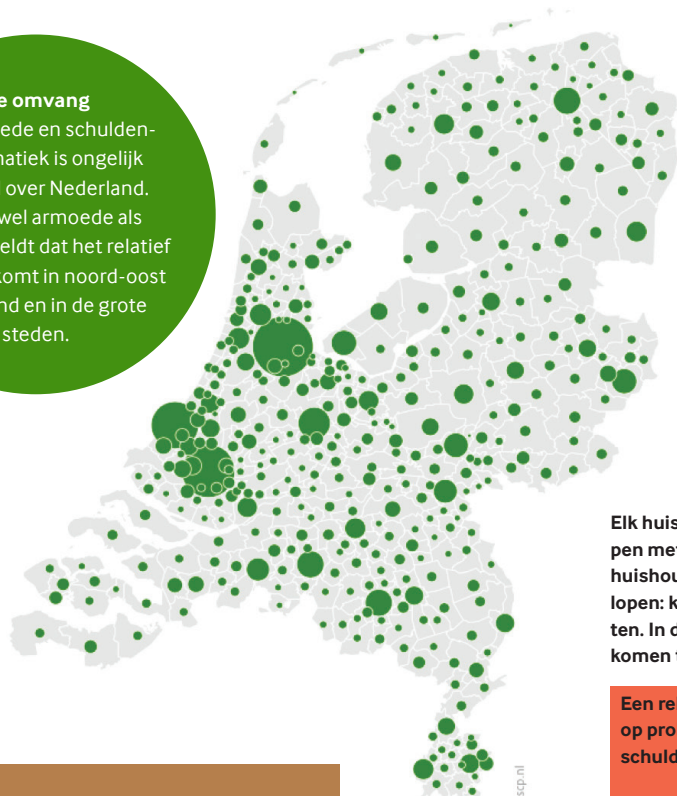 e omvang
ede en schulden-
natiek is ongelijk
over Nederland.
wel armoede als
eldt dat het relatief
komt in noord-oost
nd en in de grote
steden.
Elk huis
pen met
huishou
lopen: k
ten. In d
komen t
Een re
op pro
schuld
scp.nl